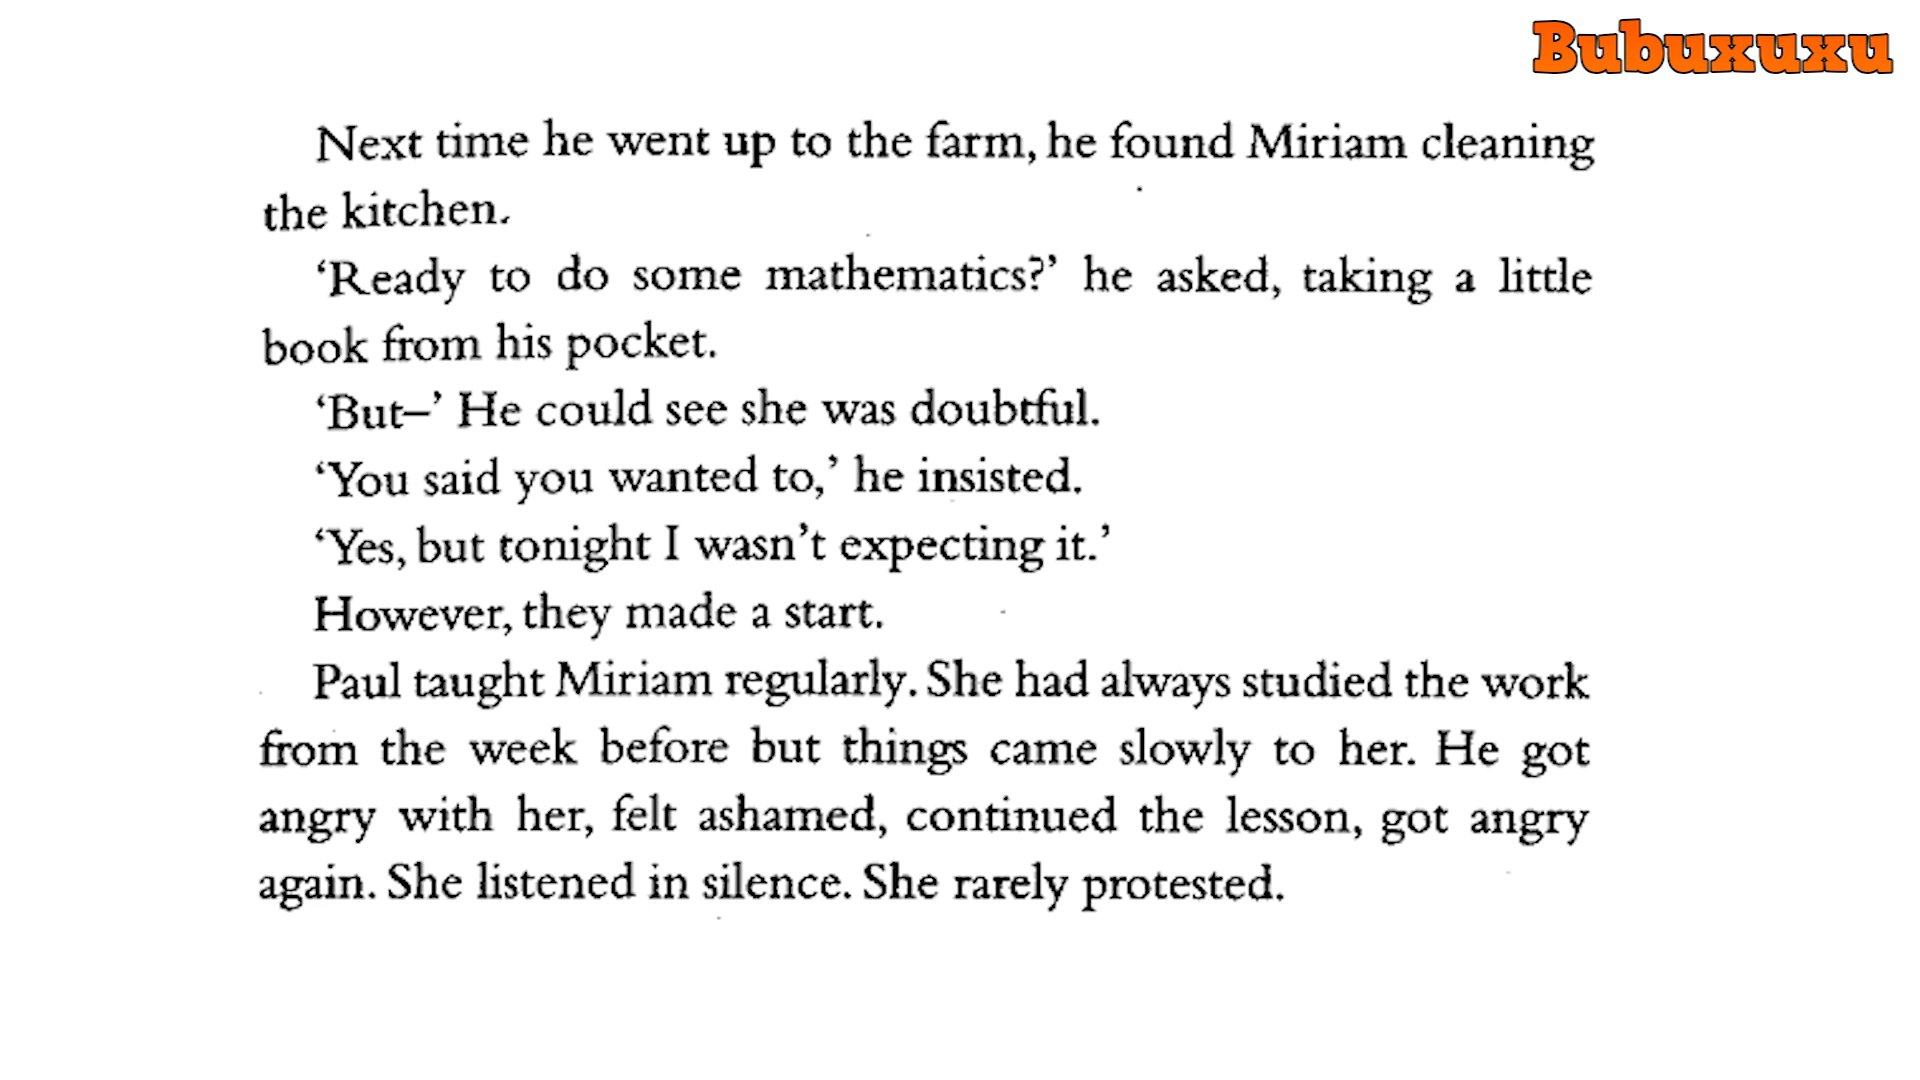 Bubuxuxu
Next time he went up to the farm, he found Miriam cleaning
the kitchen.
‘Ready to do some mathematics?’ he asked, taking a little
book from his pocket.
‘But–’ He could see she was doubtful.
‘You said you wanted to,’ he insisted.
‘Yes, but tonight I wasn’t expecting it.’
However, they made a start.
Paul taught Miriam regularly. She had always studied the work
from the week before but things came slowly to her. He got
angry with her, felt ashamed, continued the lesson, got angry
again. She listened in silence. She rarely protested.